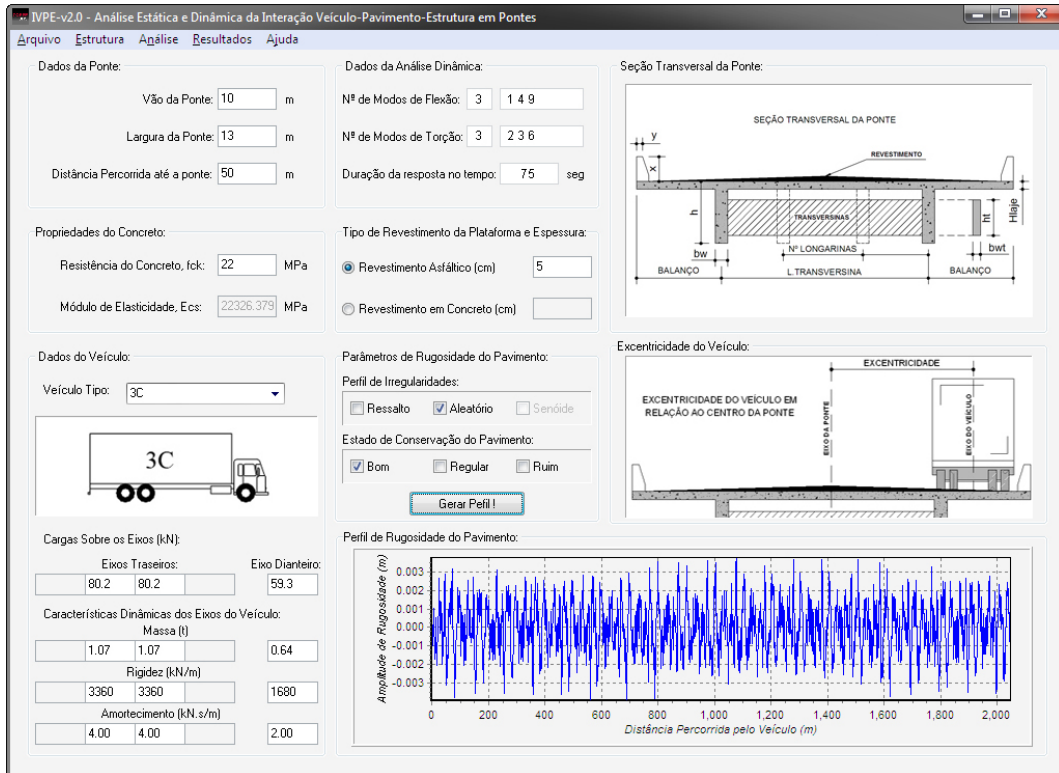 IVPE-v2.0 - Análise Estática e Dinâmica da Interação Veículo-Pavimento-Estrutura em Pontes
Arquivo Estrutura Análise Resultados Ajuda
Dados da Ponte:
Vão da Ponte: 10 m
Largura da Ponte: 13 m
Distância Percorrida até a ponte: 50 m
Dados da Análise Dinâmica:
Nº de Modos de Flexão: 3 1 4 9
Nº de Modos de Torção: 3 2 3 6
Duração da resposta no tempo: 75 seg
Seção Transversal da Ponte:
SEÇÃO TRANSVERSAL DA PONTE
y
x
REVESTIMENTO
h
TRANSVERSINAS
ht
Hlaje
Nº LONGARINAS
bw
bwt
BALANÇO
L.TRANSVERSINA
BALANÇO
Propriedades do Concreto:
Resistência do Concreto, fck: 22 MPa
Módulo de Elasticidade, Ecs: 22326.379 MPa
Tipo de Revestimento da Plataforma e Espessura:
Revestimento Asfáltico (cm) 5
Revestimento em Concreto (cm)
Dados do Veículo:
Veículo Tipo: 3C
3C
Cargas Sobre os Eixos (kN):
Eixos Traseiros: Eixo Dianteiro:
80.2 80.2 59.3
Características Dinâmicas dos Eixos do Veículo:
Massa (t)
1.07 1.07 0.64
Rigidez (kN/m)
3360 3360 1680
Amortecimento (kN.s/m)
4.00 4.00 2.00
Parâmetros de Rugosidade do Pavimento:
Perfil de Irregularidades:
Ressalto Aleatório Senóide
Estado de Conservação do Pavimento:
Bom Regular Ruim
Gerar Pefil !
Excentricidade do Veículo:
EXCENTRICIDADE
EXCENTRICIDADE DO VEÍCULO EM
RELAÇÃO AO CENTRO DA PONTE
EIXO DA PONTE
EIXO DO VEÍCULO
Perfil de Rugosidade do Pavimento:
Amplitude de Rugosidade (m)
0.003
0.002
0.001
0.000
-0.001
-0.002
-0.003
0 200 400 600 800 1,000 1,200 1,400 1,600 1,800 2,000
Distância Percorrida pelo Veículo (m)